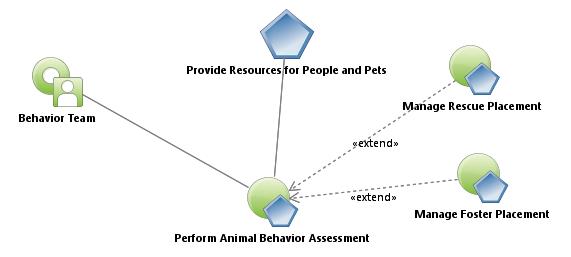 Provide Resources for People and Pets
Behavior Team
Manage Rescue Placement
«extend»
«extend»
Manage Foster Placement
Perform Animal Behavior Assessment